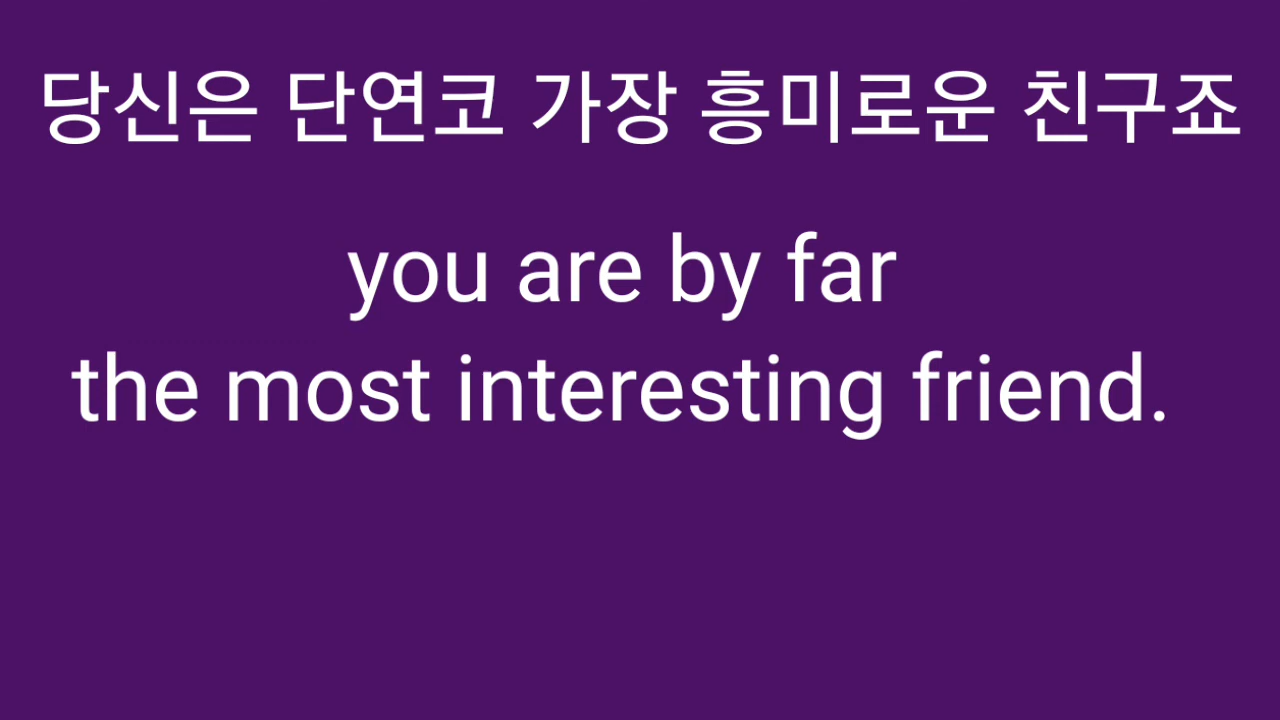 당신은 단연코 가장 흥미로운 친구죠
you are by far
the most interesting friend.